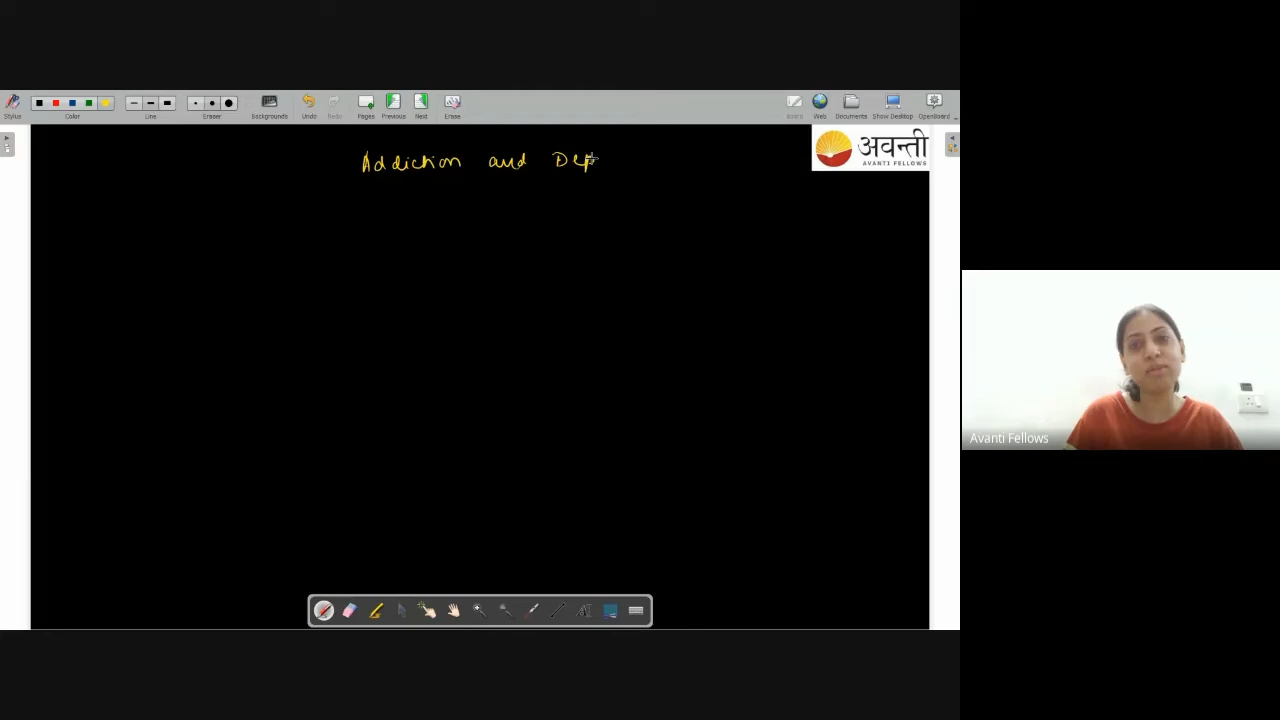 Stylus Color Line Eraser Backgrounds Undo Redo Pages Previous Next Erase Board Web Documents Show Desktop OpenBoard
अवन्ती
AVANTI FELLOWS
Addiction and Dep
Avanti Fellows